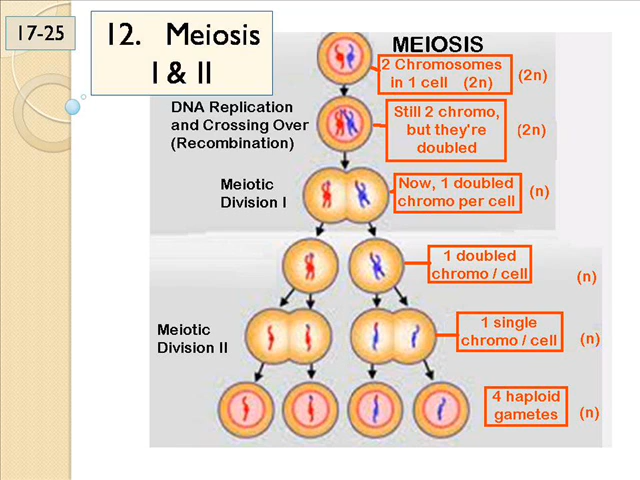 17-25
12. Meiosis
I & II
MEIOSIS
2 Chromosomes
in 1 cell (2n)
(2n)
DNA Replication
and Crossing Over
(Recombination)
Still 2 chromo,
but they're
doubled
(2n)
Meiotic
Division I
Now, 1 doubled
chromo per cell
(n)
1 doubled
chromo / cell
(n)
Meiotic
Division II
1 single
chromo / cell
(n)
4 haploid
gametes
(n)